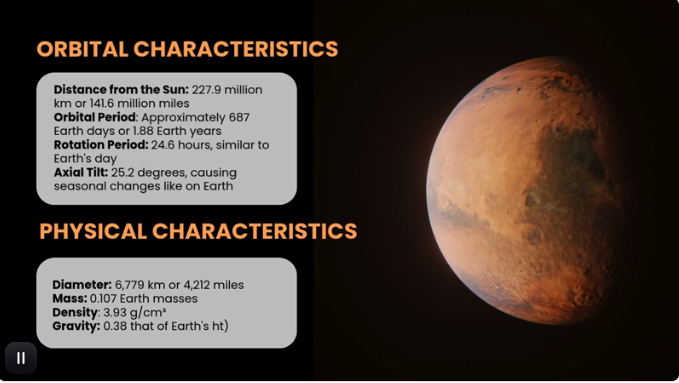 ORBITAL CHARACTERISTICS
Distance from the Sun: 227.9 million
km or 141.6 million miles
Orbital Period: Approximately 687
Earth days or 1.88 Earth years
Rotation Period: 24.6 hours, similar to
Earth's day
Axial Tilt: 25.2 degrees, causing
seasonal changes like on Earth
PHYSICAL CHARACTERISTICS
Diameter: 6,779 km or 4,212 miles
Mass: 0.107 Earth masses
Density: 3.93 g/cm³
Gravity: 0.38 that of Earth's ht)